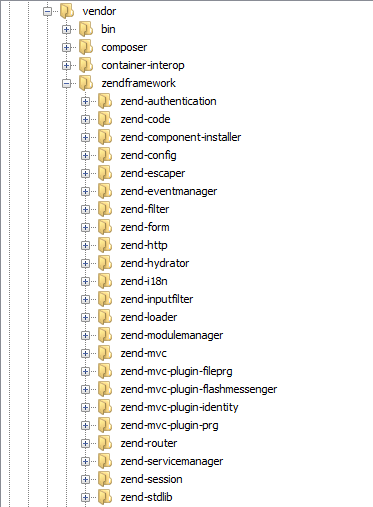 vendor
bin
composer
container-interop
zendframework
zend-authentication
zend-code
zend-component-installer
zend-config
zend-escaper
zend-eventmanager
zend-filter
zend-form
zend-http
zend-hydrator
zend-i18n
zend-inputfilter
zend-loader
zend-modulemanager
zend-mvc
zend-mvc-plugin-fileprg
zend-mvc-plugin-flashmessenger
zend-mvc-plugin-identity
zend-mvc-plugin-prg
zend-router
zend-servicemanager
zend-session
zend-stdlib